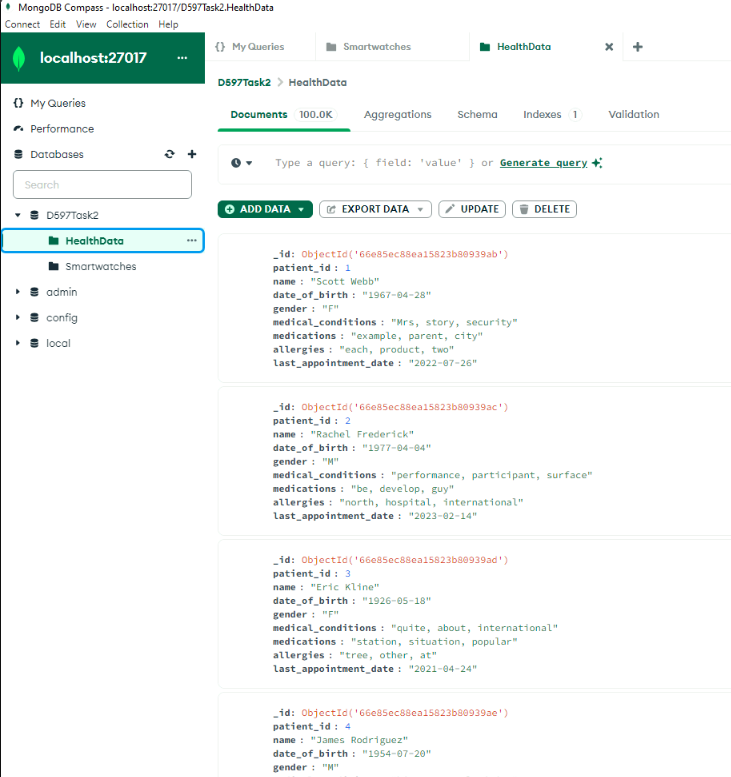 MongoDB Compass - localhost:27017/D597Task2.HealthData
Connect Edit View Collection Help
localhost:27017 ...
{} My Queries
Smartwatches
HealthData
My Queries
Performance
Databases
Search
D597Task2
HealthData ...
Smartwatches
admin
config
local
D597Task2 > HealthData
Documents 100.0K Aggregations Schema Indexes 1 Validation
Type a query: { field: 'value' } or Generate query
ADD DATA EXPORT DATA UPDATE DELETE
_id: ObjectId('66e85ec88ea15823b80939ab')
patient_id : 1
name : "Scott Webb"
date_of_birth : "1967-04-28"
gender : "F"
medical_conditions : "Mrs, story, security"
medications : "example, parent, city"
allergies : "each, product, two"
last_appointment_date : "2022-07-26"
_id: ObjectId('66e85ec88ea15823b80939ac')
patient_id : 2
name : "Rachel Frederick"
date_of_birth : "1977-04-04"
gender : "M"
medical_conditions : "performance, participant, surface"
medications : "be, develop, guy"
allergies : "north, hospital, international"
last_appointment_date : "2023-02-14"
_id: ObjectId('66e85ec88ea15823b80939ad')
patient_id : 3
name : "Eric Kline"
date_of_birth : "1926-05-18"
gender : "F"
medical_conditions : "quite, about, international"
medications : "station, situation, popular"
allergies : "tree, other, at"
last_appointment_date : "2021-04-24"
_id: ObjectId('66e85ec88ea15823b80939ae')
patient_id : 4
name : "James Rodriguez"
date_of_birth : "1954-07-20"
gender : "M"